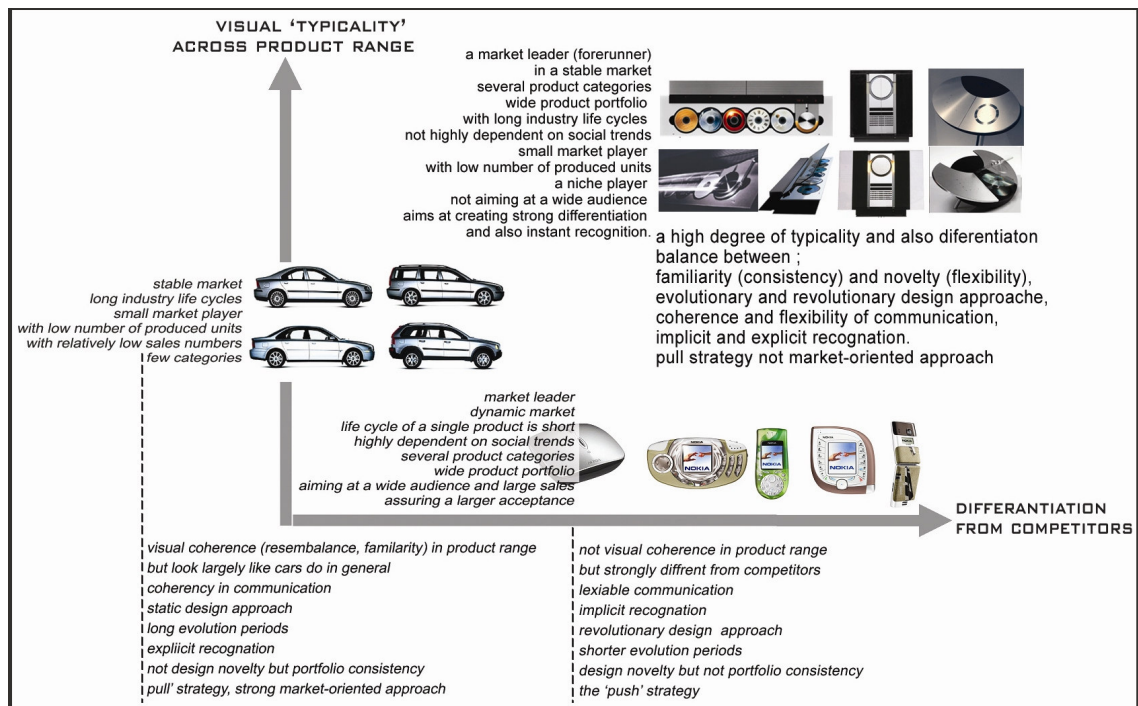 VISUAL ‘TYPICALITY’
ACROSS PRODUCT RANGE
a market leader (forerunner)
in a stable market
several product categories
wide product portfolio
with long industry life cycles
not highly dependent on social trends
small market player
with low number of produced units
a niche player
not aiming at a wide audience
aims at creating strong differentiation
and also instant recognition.
a high degree of typicality and also diferentiaton
balance between ;
familiarity (consistency) and novelty (flexibility),
evolutionary and revolutionary design approache,
coherence and flexibility of communication,
implicit and explicit recognation.
pull strategy not market-oriented approach
stable market
long industry life cycles
small market player
with low number of produced units
with relatively low sales numbers
few categories
market leader
dynamic market
life cycle of a single product is short
highly dependent on social trends
several product categories
wide product portfolio
aiming at a wide audience and large sales
assuring a larger acceptance
NOKIA
NOKIA
NOKIA
DIFFERANTIATION
FROM COMPETITORS
visual coherence (resembalance, familarity) in product range
but look largely like cars do in general
coherency in communication
static design approach
long evolution periods
expliicit recognation
not design novelty but portfolio consistency
pull’ strategy, strong market-oriented approach
not visual coherence in product range
but strongly diffrent from competitors
lexiable communication
implicit recognation
revolutionary design approach
shorter evolution periods
design novelty but not portfolio consistency
the ‘push’ strategy